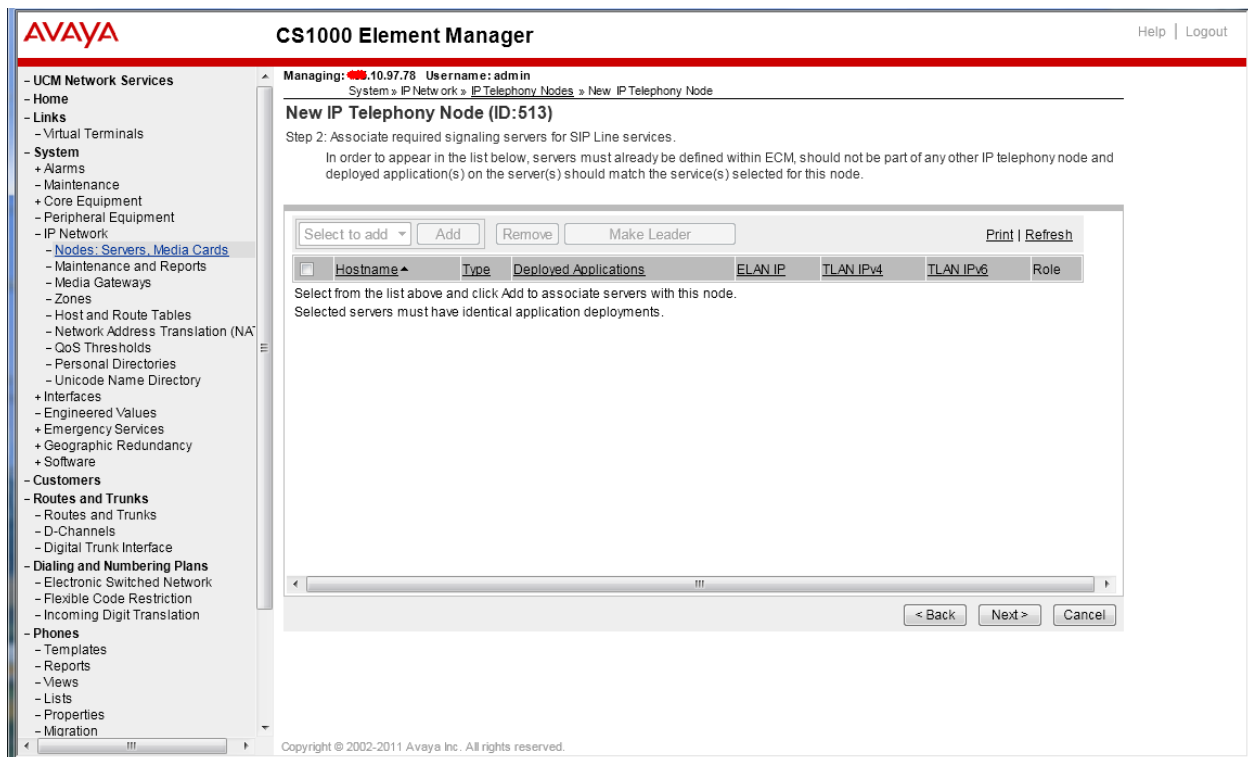 AVAYA
CS1000 Element Manager
Help | Logout
- UCM Network Services
- Home
- Links
- Virtual Terminals
- System
+ Alarms
- Maintenance
+ Core Equipment
- Peripheral Equipment
- IP Network
- Nodes: Servers, Media Cards
- Maintenance and Reports
- Media Gateways
- Zones
- Host and Route Tables
- Network Address Translation (NA
- QoS Thresholds
- Personal Directories
- Unicode Name Directory
+ Interfaces
- Engineered Values
+ Emergency Services
+ Geographic Redundancy
+ Software
- Customers
- Routes and Trunks
- Routes and Trunks
- D-Channels
- Digital Trunk Interface
- Dialing and Numbering Plans
- Electronic Switched Network
- Flexible Code Restriction
- Incoming Digit Translation
- Phones
- Templates
- Reports
- Views
- Lists
- Properties
- Migration
Managing: .10.97.78 Username: admin
System » IP Network » IP Telephony Nodes » New IP Telephony Node
New IP Telephony Node (ID:513)
Step 2: Associate required signaling servers for SIP Line services.
In order to appear in the list below, servers must already be defined within ECM, should not be part of any other IP telephony node and
deployed application(s) on the server(s) should match the service(s) selected for this node.
Select to add Add Remove Make Leader Print | Refresh
Hostname Type Deployed Applications ELAN IP TLAN IPv4 TLAN IPv6 Role
Select from the list above and click Add to associate servers with this node.
Selected servers must have identical application deployments.
< Back Next > Cancel
Copyright © 2002-2011 Avaya Inc. All rights reserved.